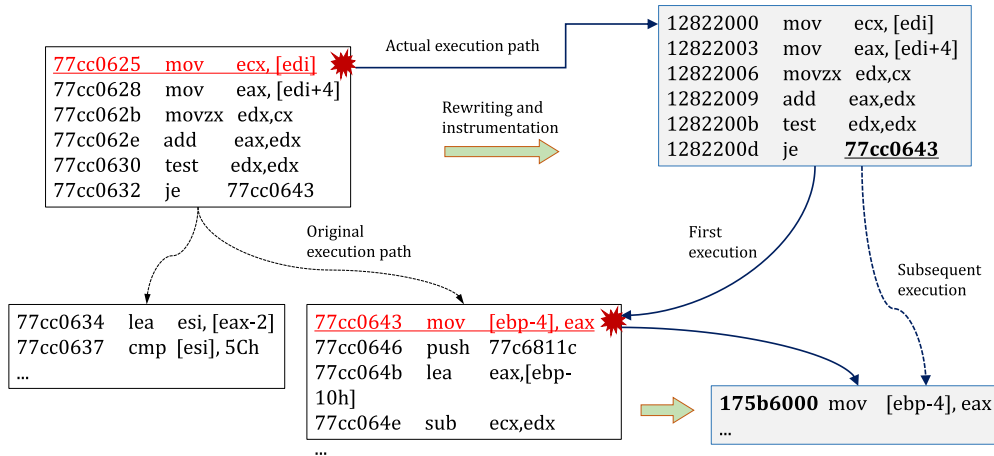 77cc0625 mov ecx, [edi]
77cc0628 mov eax, [edi+4]
77cc062b movzx edx,cx
77cc062e add eax,edx
77cc0630 test edx,edx
77cc0632 je 77cc0643
Actual execution path
Rewriting and
instrumentation
12822000 mov ecx, [edi]
12822003 mov eax, [edi+4]
12822006 movzx edx,cx
12822009 add eax,edx
1282200b test edx,edx
1282200d je 77cc0643
Original
execution path
First
execution
Subsequent
execution
77cc0634 lea esi, [eax-2]
77cc0637 cmp [esi], 5Ch
...
77cc0643 mov [ebp-4], eax
77cc0646 push 77c6811c
77cc064b lea eax,[ebp-
10h]
77cc064e sub ecx,edx
...
175b6000 mov [ebp-4], eax
...